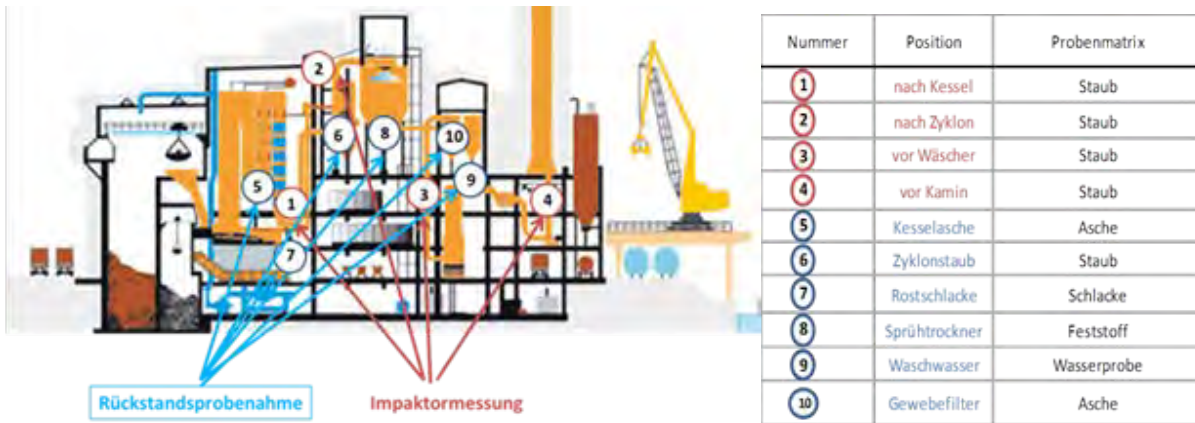 2
6
8
10
5
9
1
3
4
7
Rückstandsprobenahme
Impaktormessung
Nummer Position Probenmatrix
1 nach Kessel Staub
2 nach Zyklon Staub
3 vor Wäscher Staub
4 vor Kamin Staub
5 Kesselasche Asche
6 Zyklonstaub Staub
7 Rostschlacke Schlacke
8 Sprühtrockner Feststoff
9 Waschwasser Wasserprobe
10 Gewebefilter Asche